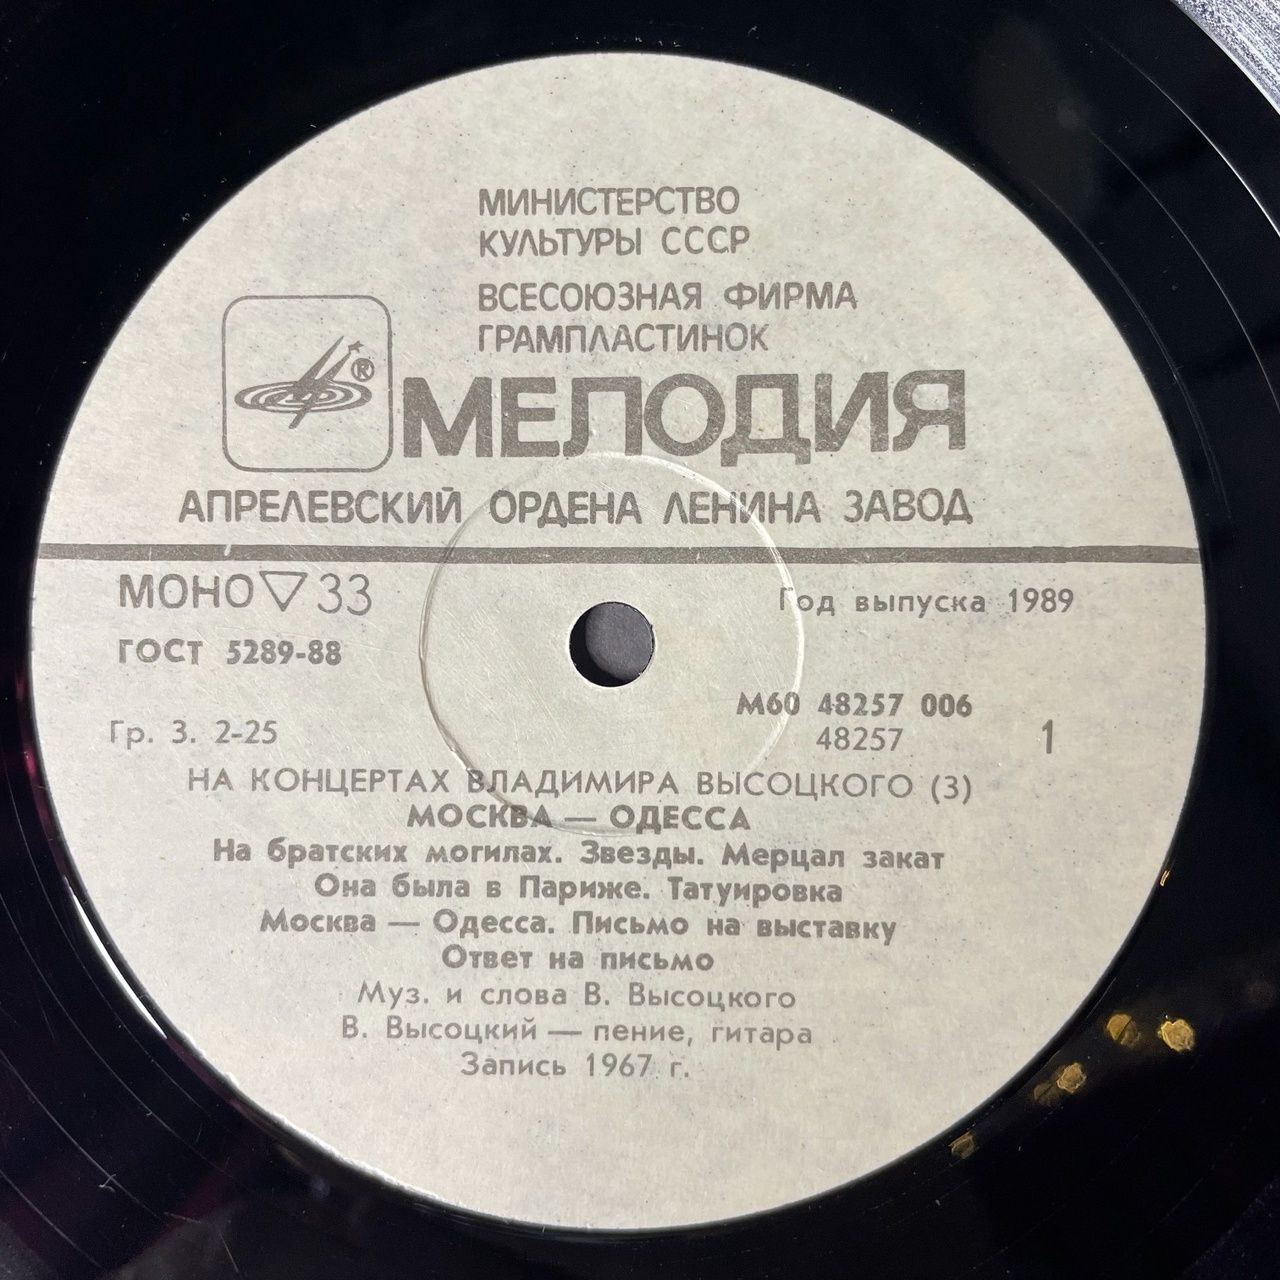 МИНИСТЕРСТВО
КУЛЬТУРЫ СССР
ВСЕСОЮЗНАЯ ФИРМА
ГРАМПЛАСТИНОК
®
МЕЛОДИЯ
АПРЕЛЕВСКИЙ ОРДЕНА ЛЕНИНА ЗАВОД
МОНО ▽ 33
Год выпуска 1989
ГОСТ 5289-88
М60 48257 006
Гр. 3. 2-25
48257
1
НА КОНЦЕРТАХ ВЛАДИМИРА ВЫСОЦКОГО (3)
МОСКВА — ОДЕССА
На братских могилах. Звезды. Мерцал закат
Она была в Париже. Татуировка
Москва — Одесса. Письмо на выставку
Ответ на письмо
Муз. и слова В. Высоцкого
В. Высоцкий — пение, гитара
Запись 1967 г.